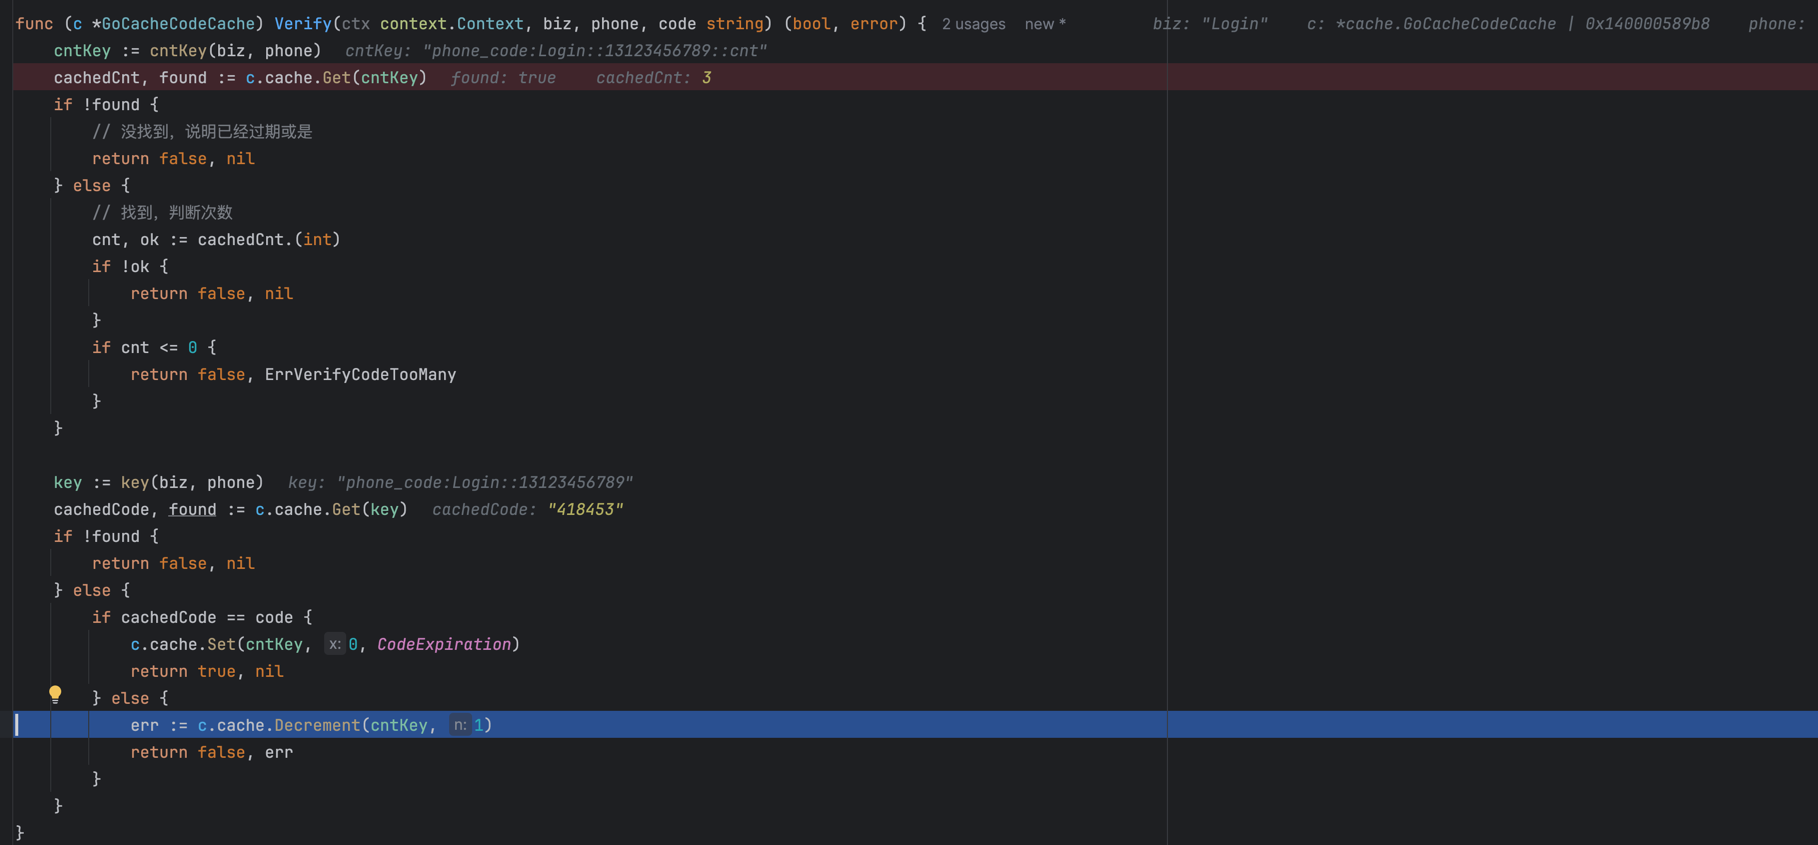 func (c *GoCacheCodeCache) Verify(ctx context.Context, biz, phone, code string) (bool, error) { 2 usages new * biz: "Login" c: *cache.GoCacheCodeCache | 0x140000589b8 phone:
cntKey := cntKey(biz, phone) cntKey: "phone_code:Login::13123456789::cnt"
cachedCnt, found := c.cache.Get(cntKey) found: true cachedCnt: 3
if !found {
// 没找到，说明已经过期或是
return false, nil
} else {
// 找到，判断次数
cnt, ok := cachedCnt.(int)
if !ok {
return false, nil
}
if cnt <= 0 {
return false, ErrVerifyCodeTooMany
}
}
key := key(biz, phone) key: "phone_code:Login::13123456789"
cachedCode, found := c.cache.Get(key) cachedCode: "418453"
if !found {
return false, nil
} else {
if cachedCode == code {
c.cache.Set(cntKey, x: 0, CodeExpiration)
return true, nil
} else {
err := c.cache.Decrement(cntKey, n: 1)
return false, err
}
}
}